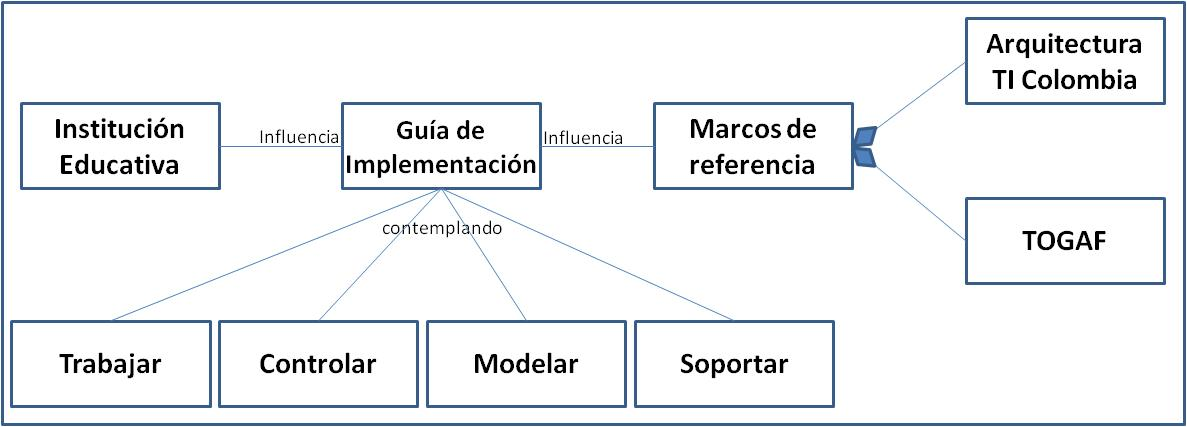 Arquitectura
TI Colombia
Institución
Educativa
Influencia
Guía de
Implementación
Influencia
Marcos de
referencia
TOGAF
contemplando
Trabajar
Controlar
Modelar
Soportar